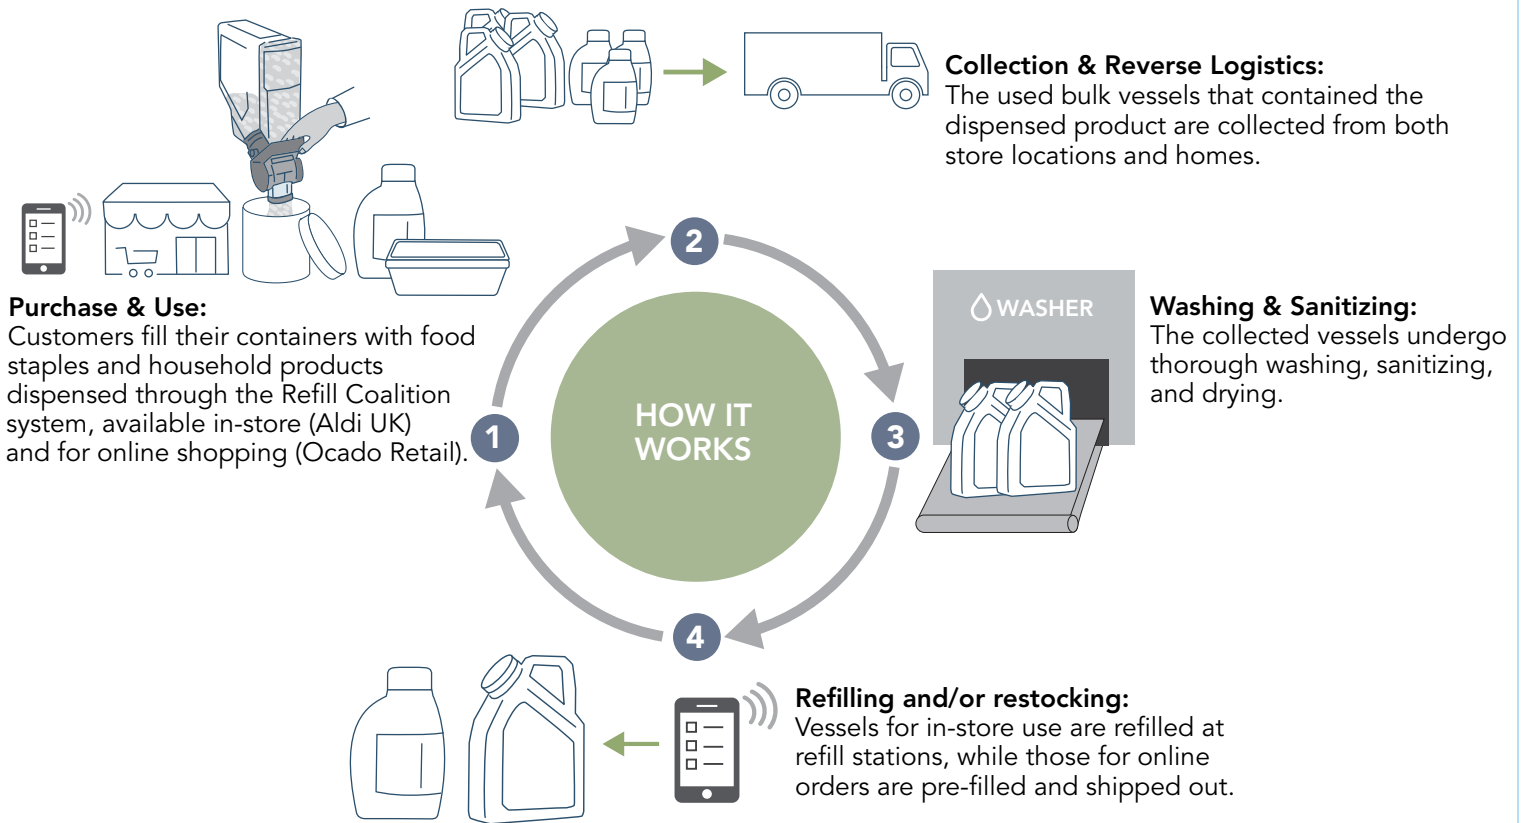 Collection & Reverse Logistics:
The used bulk vessels that contained the
dispensed product are collected from both
store locations and homes.
Purchase & Use:
Customers fill their containers with food
staples and household products
dispensed through the Refill Coalition
system, available in-store (Aldi UK)
and for online shopping (Ocado Retail).
1
2
HOW IT
WORKS
3
WASHER
Washing & Sanitizing:
The collected vessels undergo
thorough washing, sanitizing,
and drying.
4
Refilling and/or restocking:
Vessels for in-store use are refilled at
refill stations, while those for online
orders are pre-filled and shipped out.